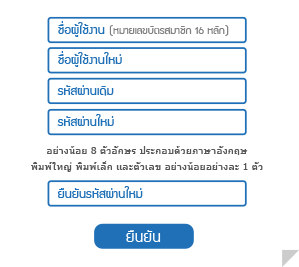 ชื่อผู้ใช้งาน (หมายเลขบัตรสมาชิก 16 หลัก)
ชื่อผู้ใช้งานใหม่
รหัสผ่านเดิม
รหัสผ่านใหม่
อย่างน้อย 8 ตัวอักษร ประกอบด้วยภาษาอังกฤษ
พิมพ์ใหญ่ พิมพ์เล็ก และตัวเลข อย่างน้อยอย่างละ 1 ตัว
ยืนยันรหัสผ่านใหม่
ยืนยัน